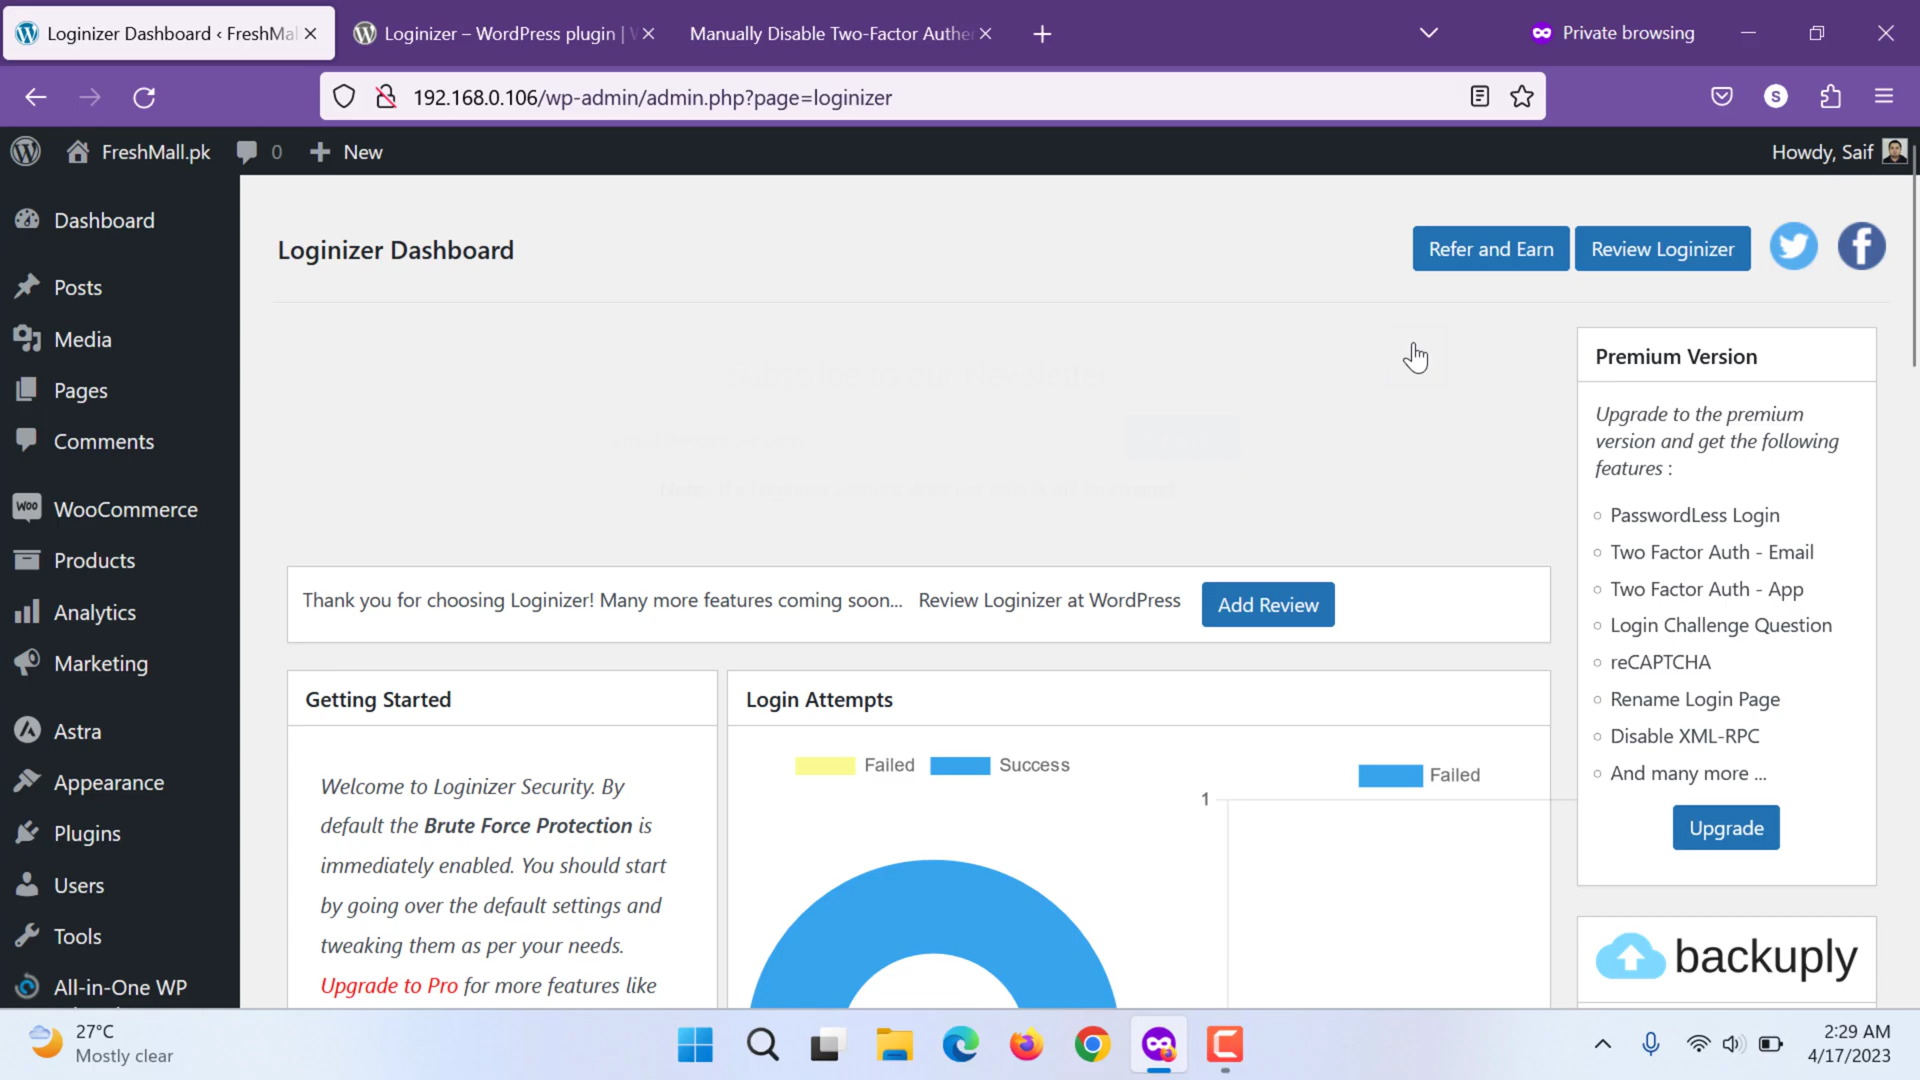 Loginizer Dashboard ‹ FreshMal
Loginizer – WordPress plugin |
Manually Disable Two-Factor Authe
Private browsing
192.168.0.106/wp-admin/admin.php?page=loginizer
S
FreshMall.pk
0
New
Howdy, Saif
Dashboard
Posts
Media
Pages
Comments
WOO
WooCommerce
Products
Analytics
Marketing
Astra
Appearance
Plugins
Users
Tools
All-in-One WP
Loginizer Dashboard
Refer and Earn
Review Loginizer
Thank you for choosing Loginizer! Many more features coming soon...
Review Loginizer at WordPress
Add Review
Getting Started
Welcome to Loginizer Security. By
default the Brute Force Protection is
immediately enabled. You should start
by going over the default settings and
tweaking them as per your needs.
Upgrade to Pro for more features like
Login Attempts
Failed
Success
Failed
1
Premium Version
Upgrade to the premium
version and get the following
features :
PasswordLess Login
Two Factor Auth - Email
Two Factor Auth - App
Login Challenge Question
reCAPTCHA
Rename Login Page
Disable XML-RPC
And many more ...
Upgrade
backuply
27°C
Mostly clear
2:29 AM
4/17/2023